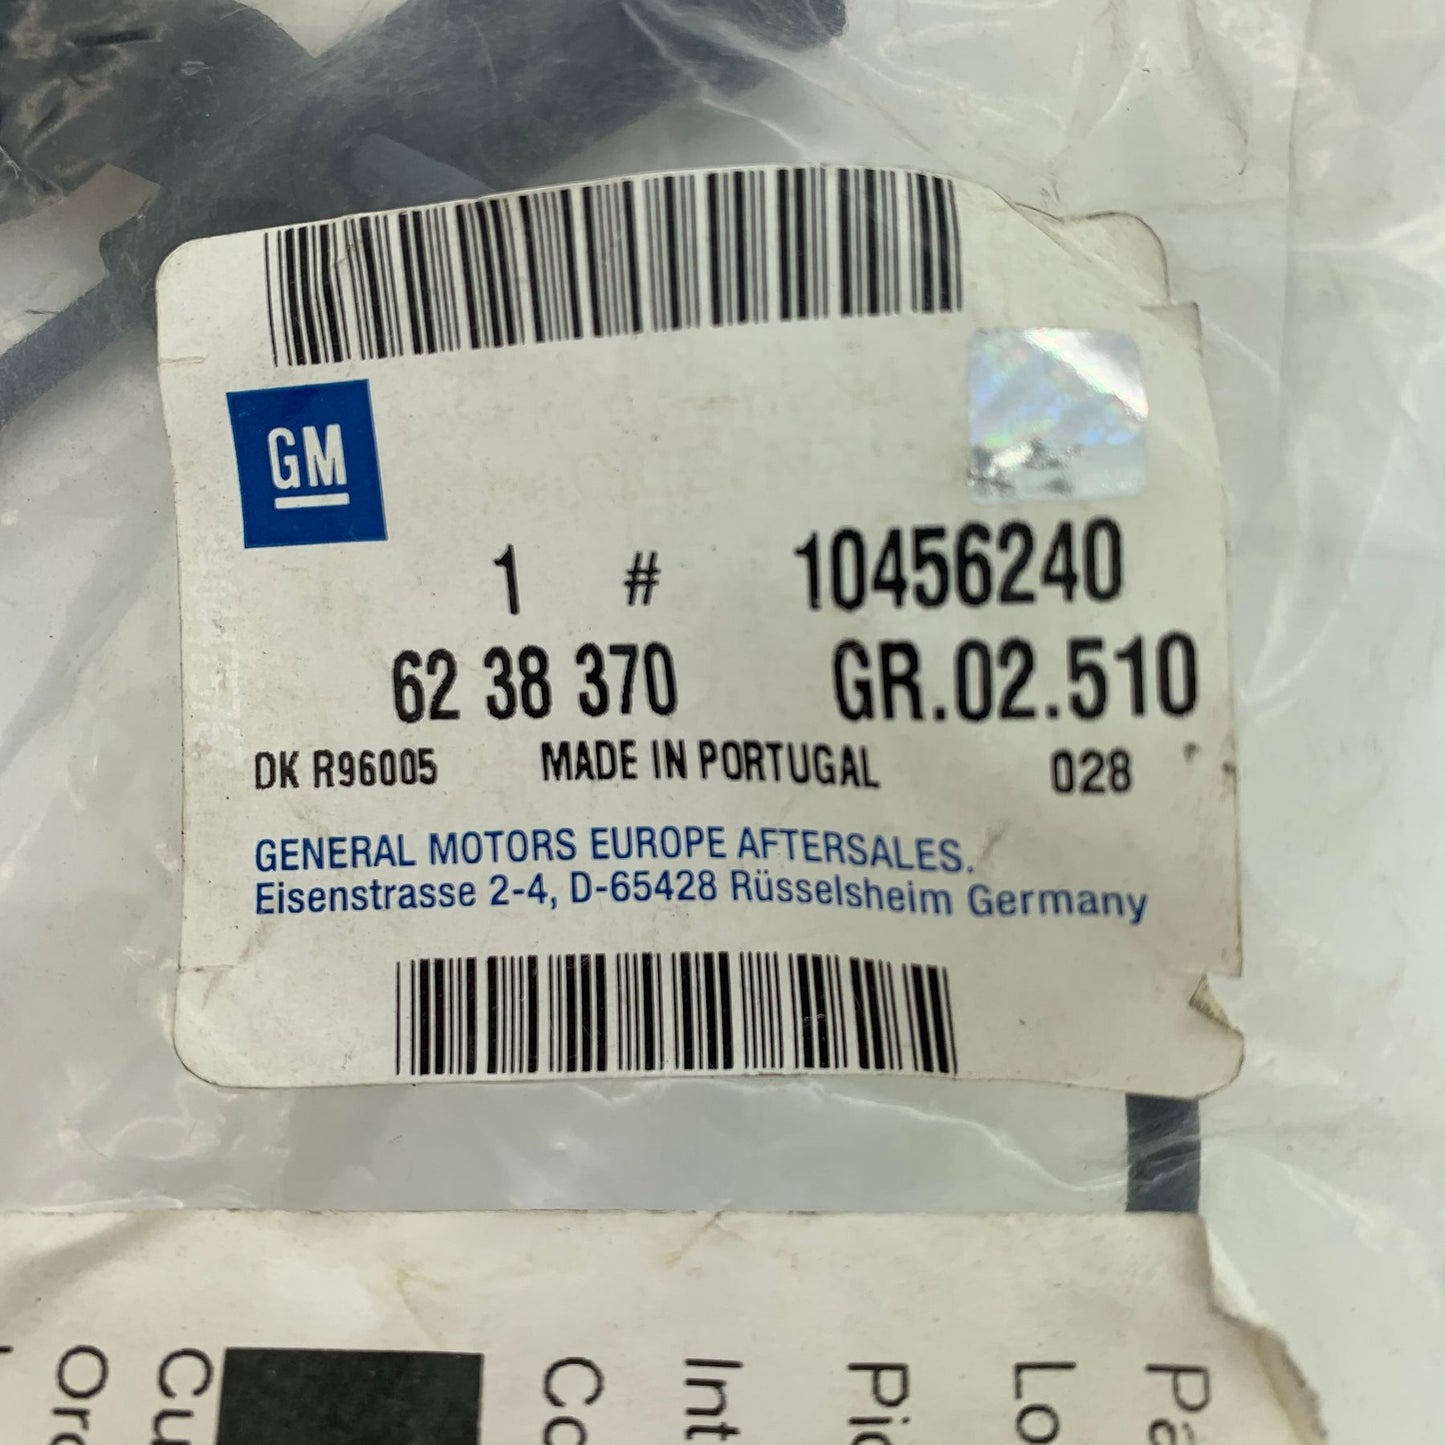 GM
1 # 10456240
62 38 370 GR.02.510
DK R96005 MADE IN PORTUGAL 028
GENERAL MOTORS EUROPE AFTERSALES.
Eisenstrasse 2-4, D-65428 Rüsselsheim Germany